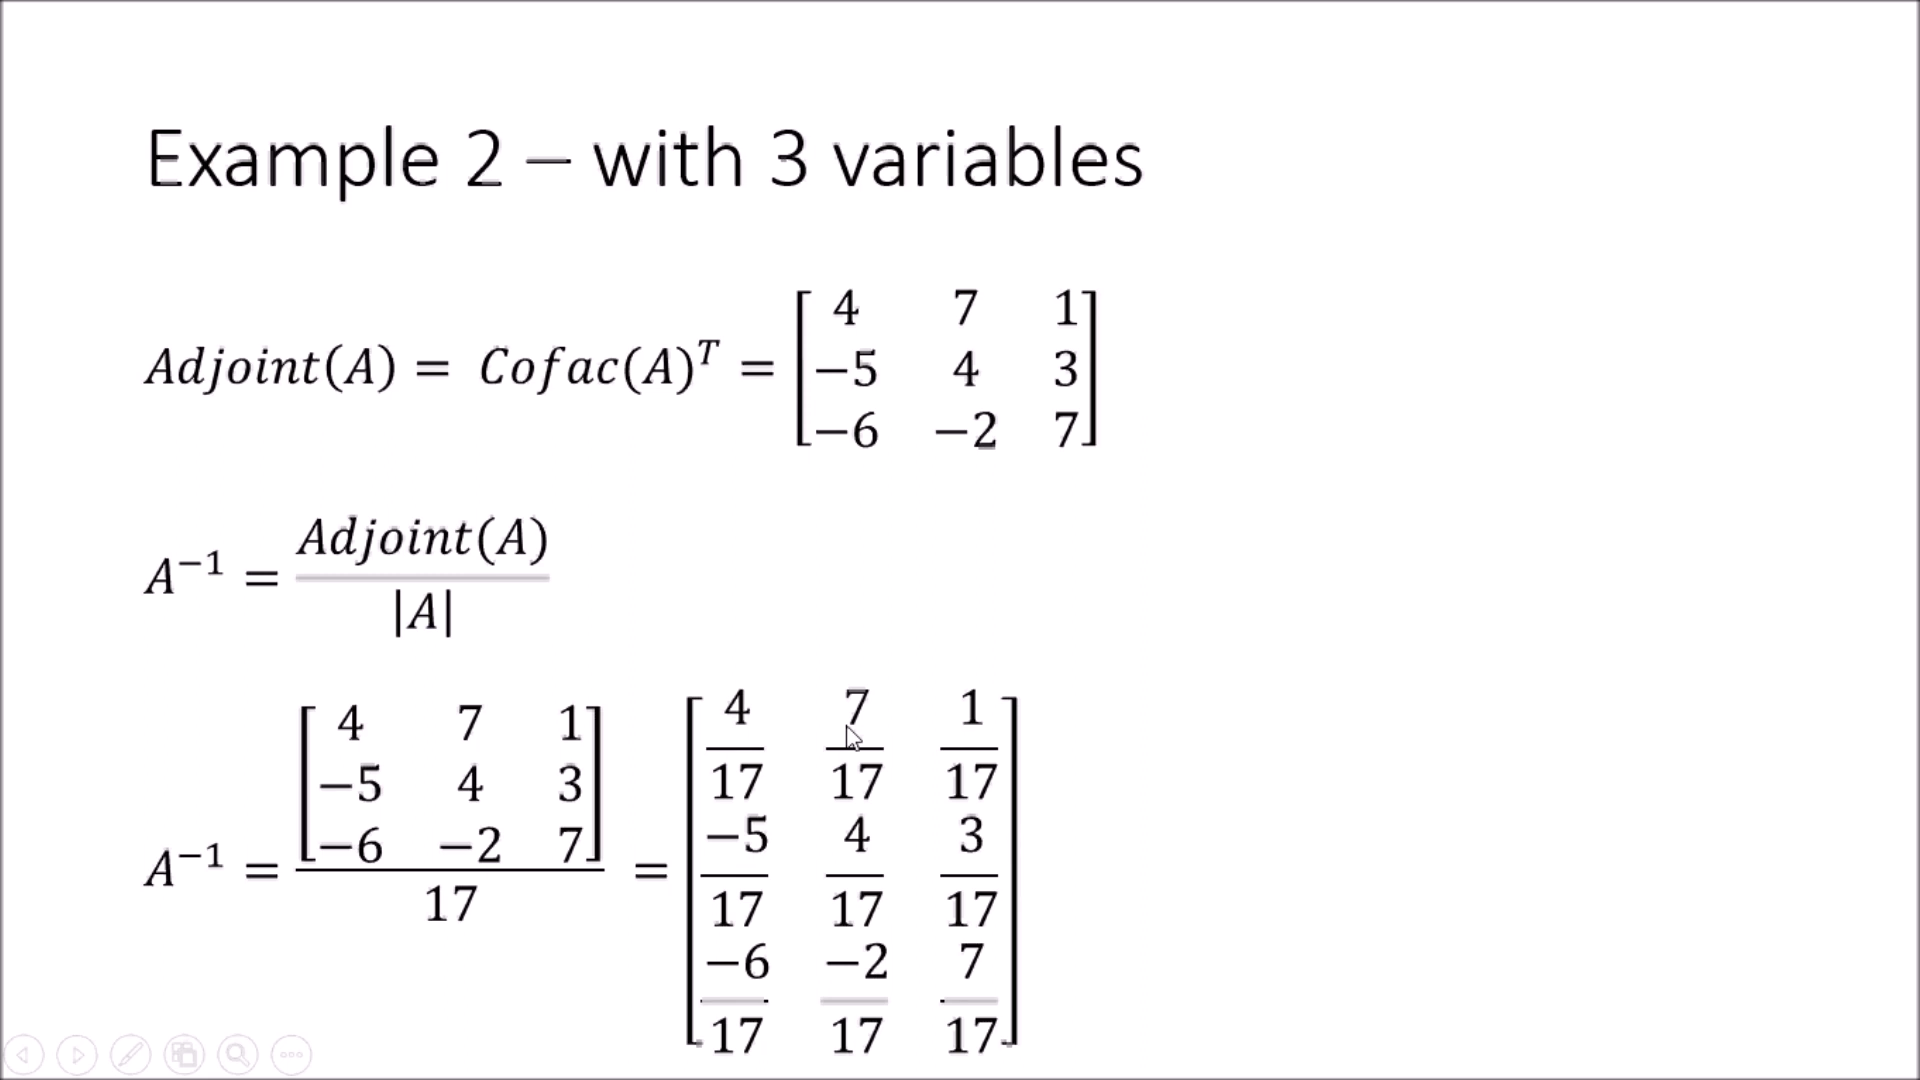 Example 2 – with 3 variables
Adjoint(A) = Cofac(A)^T = [4 7 1
−5 4 3
−6 −2 7]
A^−1 = Adjoint(A)
|A|
A^−1 = [4 7 1
−5 4 3
−6 −2 7]
17
= [4/17 7/17 1/17
−5/17 4/17 3/17
−6/17 −2/17 7/17]